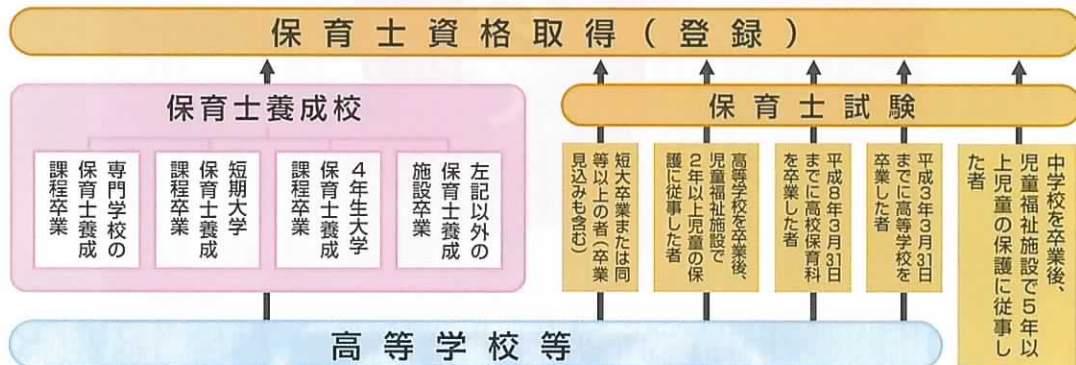 保育士資格取得(登録)
保育士養成校
専門学校の
保育士養成
課程卒業
短期大学
保育士養成
課程卒業
4年生大学
保育士養成
課程卒業
左記以外の
保育士養成
施設卒業
保育士試験
短大卒業または同
等以上の者(卒業
見込みも含む)
高等学校を卒業後、
児童福祉施設で
2年以上児童の保
護に従事した者
平成8年3月31日
までに高校保育科
を卒業した者
平成3年3月31日
までに高等学校を
卒業した者
中学校を卒業後、
児童福祉施設で5年以
上児童の保護に従事し
た者
高等学校等